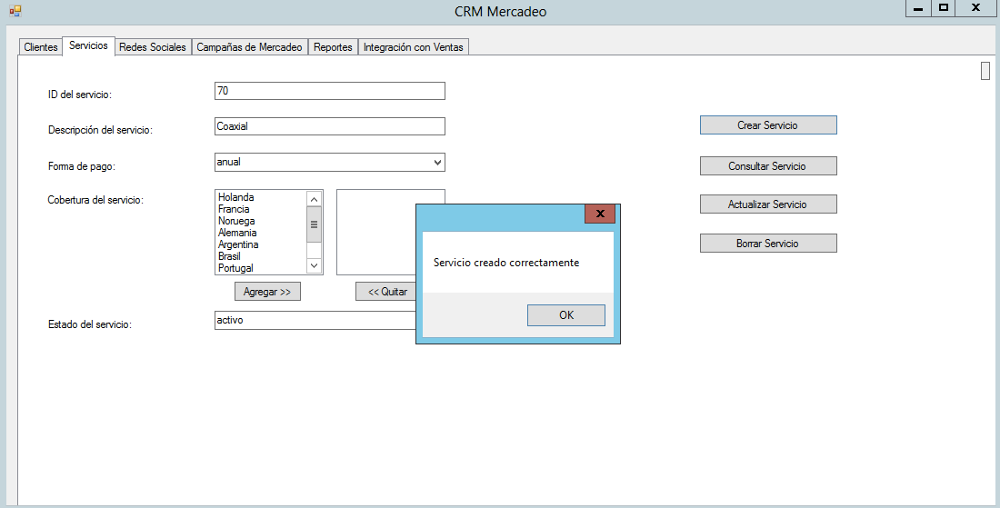 CRM Mercadeo
Clientes Servicios Redes Sociales Campañas de Mercadeo Reportes Integración con Ventas
ID del servicio: 70
Descripción del servicio: Coaxial Crear Servicio
Forma de pago: anual Consultar Servicio
Cobertura del servicio: Holanda
Francia Actualizar Servicio
Noruega
Alemania
Argentina Borrar Servicio
Brasil
Portugal
Agregar >> << Quitar
Estado del servicio: activo
Servicio creado correctamente
OK